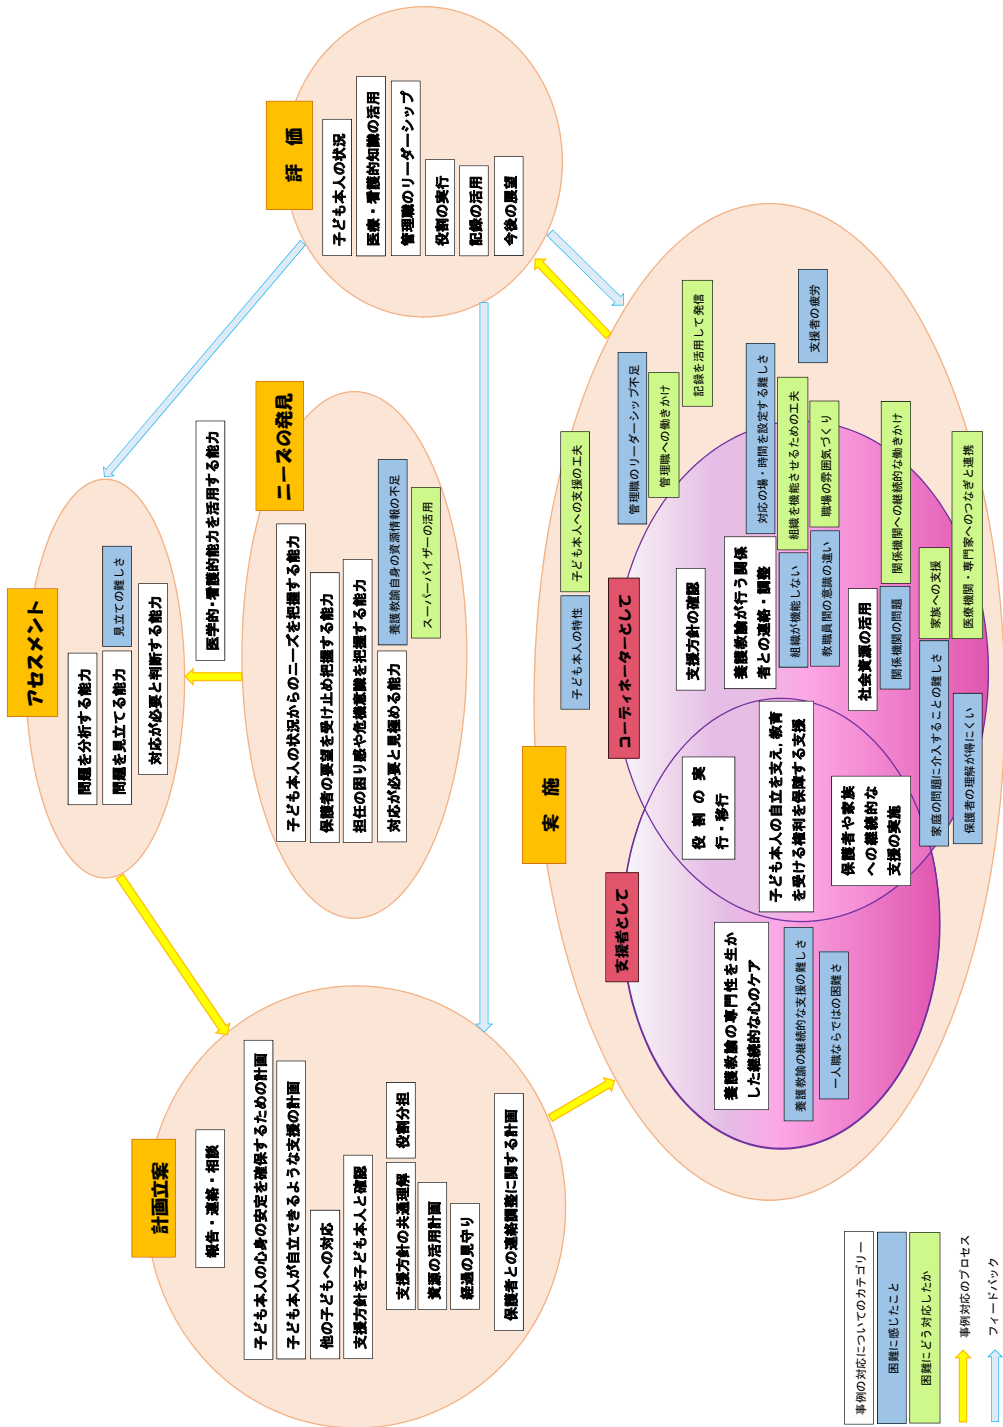 アセスメント
問題を分析する能力
問題を見立てる能力
見立ての難しさ
対応が必要と判断する能力
医学的・看護的能力を活用する能力
ニーズの発見
子ども本人の状況からのニーズを把握する能力
保護者の要望を受け止め把握する能力
担任の困り感や危機意識を把握する能力
対応が必要と見極める能力
養護教諭自身の資源情報の不足
スーパーバイザーの活用
評 価
子ども本人の状況
医療・看護的知識の活用
管理職のリーダーシップ
役割の実行
記録の活用
今後の展望
計画立案
報告・連絡・相談
子ども本人の心身の安定を確保するための計画
子ども本人が自立できるような支援の計画
他の子どもへの対応
支援方針を子ども本人と確認
支援方針の共通理解
役割分担
資源の活用計画
経過の見守り
保護者との連絡調整に関する計画
実 施
子ども本人の特性
子ども本人への支援の工夫
支援者として
コーディネーターとして
管理職のリーダーシップ不足
管理職への働きかけ
記録を活用して発信
支援方針の確認
役割の実
行・移行
養護教諭の専門性を生か
した継続的な心のケア
養護教諭の継続的な支援の難しさ
一人職ならではの困難さ
子ども本人の自立を支え,教育
を受ける権利を保障する支援
保護者や家族
への継続的な
支援の実施
養護教諭が行う関係
者との連絡・調整
対応の場・時間を設定する難しさ
組織が機能しない
組織を機能させるための工夫
教職員間の意識の違い
職場の雰囲気づくり
支援者の疲労
社会資源の活用
関係機関の問題
関係機関への継続的な働きかけ
家庭の問題に介入することの難しさ
家族への支援
保護者の理解が得にくい
医療機関・専門家へのつなぎと連携
事例の対応についてのカテゴリー
困難に感じたこと
困難にどう対応したか
事例対応のプロセス
フィードバック